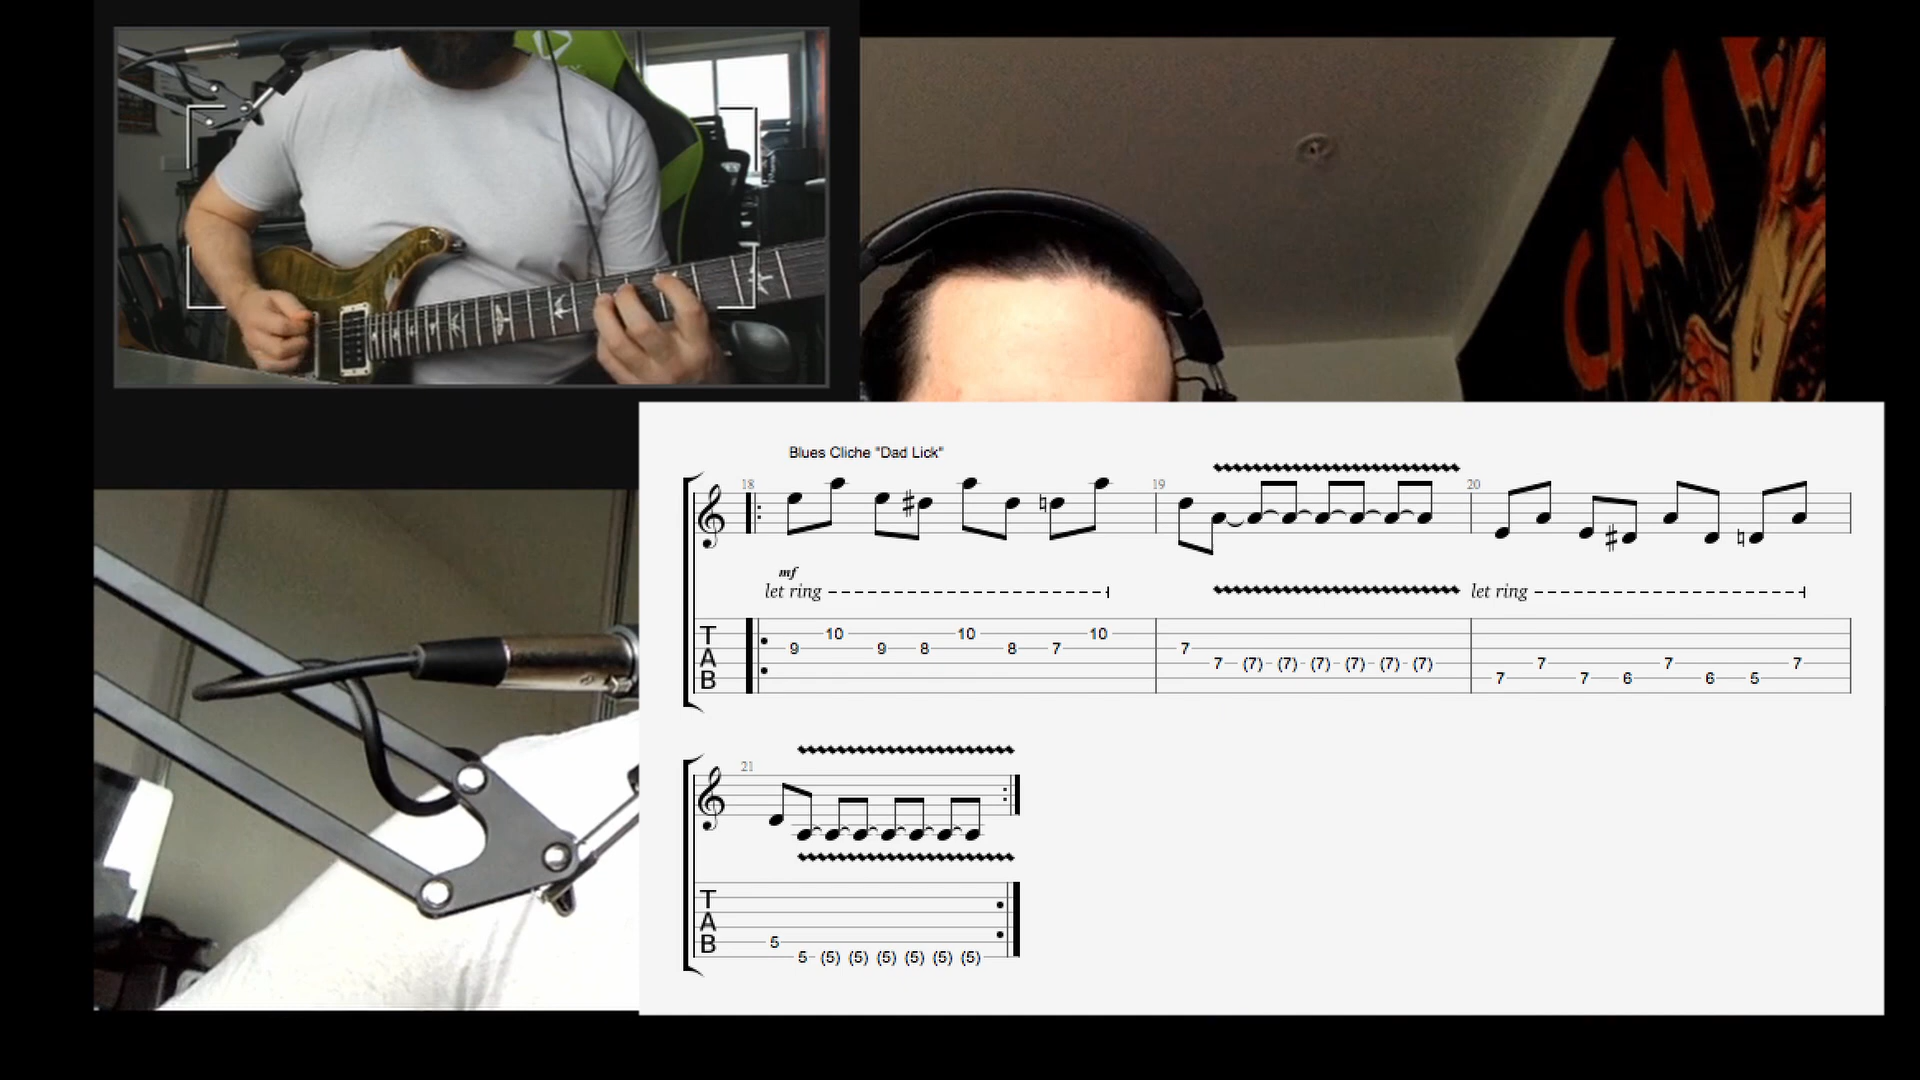 CAM
Blues Cliche "Dad Lick"
18 19 20
mf
let ring let ring
T
A
B
9 10 9 8 10 8 7 10 7 7 (7) (7) (7) (7) (7) (7) 7 7 7 6 7 6 5 7
21
T
A
B
5 5 (5) (5) (5) (5) (5) (5)